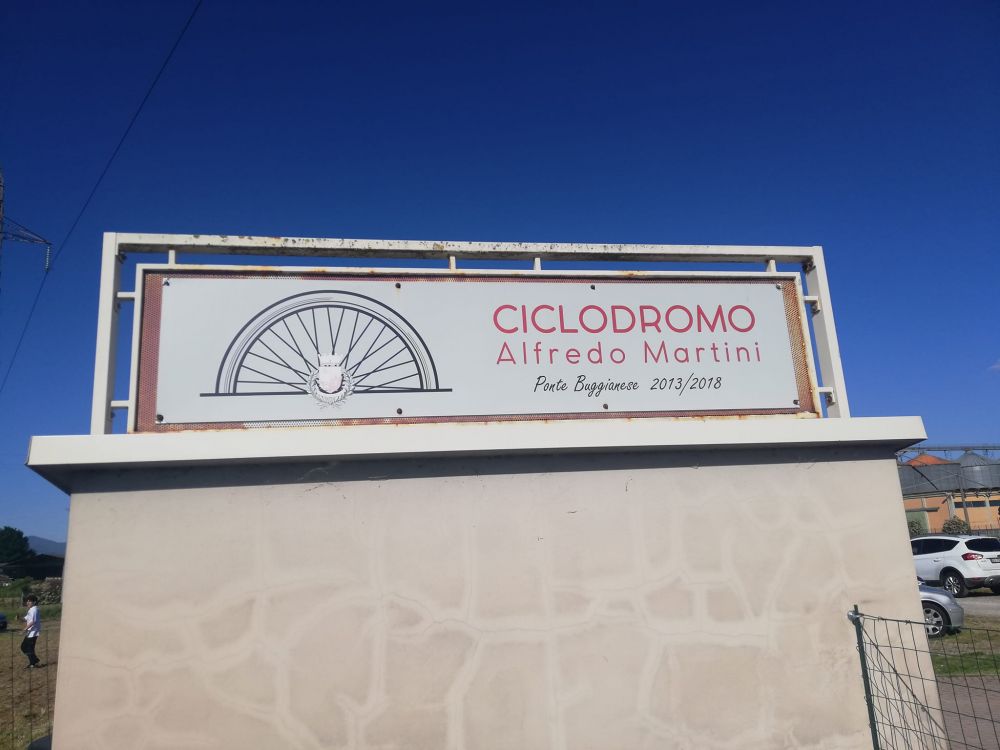 CICLODROMO
Alfredo Martini
Ponte Buggianese 2013/2018